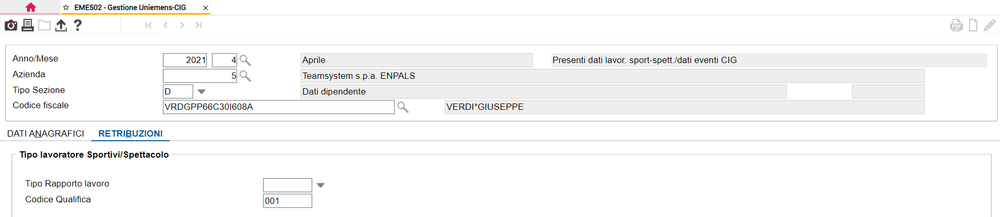 EME502 - Gestione Uniemens-CIG
PDF
Anno/Mese 2021 4 Aprile Presenti dati lavor. sport-spett./dati eventi CIG
Azienda 5 Teamsystem s.p.a. ENPALS
Tipo Sezione D Dati dipendente
Codice fiscale VRDGPP66C30I608A VERDI*GIUSEPPE
DATI ANAGRAFICI RETRIBUZIONI
Tipo lavoratore Sportivi/Spettacolo
Tipo Rapporto lavoro
Codice Qualifica 001